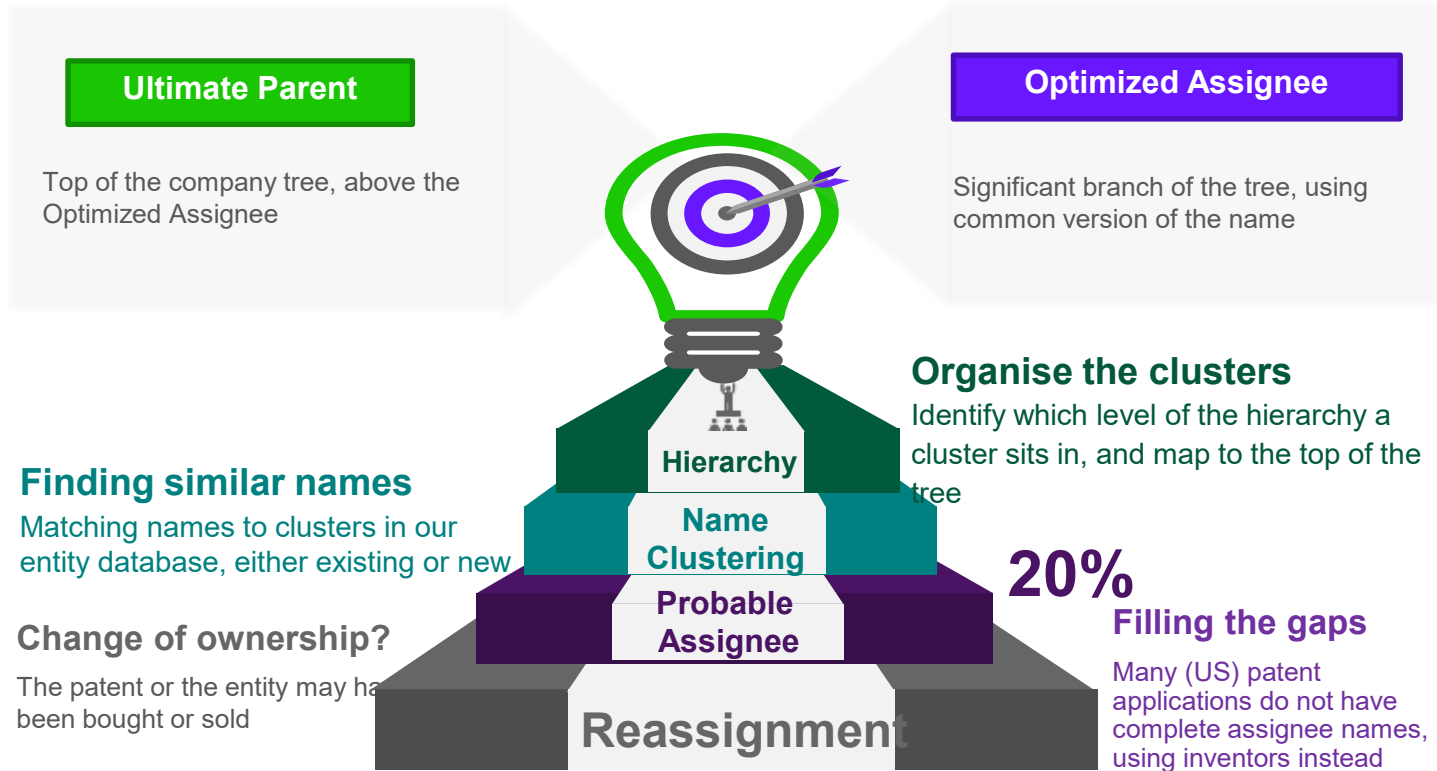 Ultimate Parent
Top of the company tree, above the
Optimized Assignee
Optimized Assignee
Significant branch of the tree, using
common version of the name
Organise the clusters
Identify which level of the hierarchy a
cluster sits in, and map to the top of the
tree
Hierarchy
Finding similar names
Matching names to clusters in our
entity database, either existing or new
Name
Clustering
20%
Filling the gaps
Many (US) patent
applications do not have
complete assignee names,
using inventors instead
Probable
Assignee
Change of ownership?
The patent or the entity may ha
been bought or sold
Reassignment